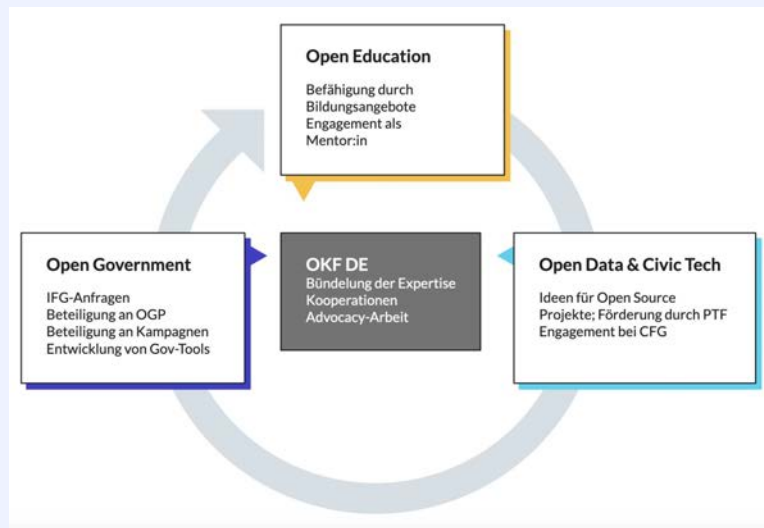 Open Education
Befähigung durch
Bildungsangebote
Engagement als
Mentor:in
Open Government
IFG-Anfragen
Beteiligung an OGP
Beteiligung an Kampagnen
Entwicklung von Gov-Tools
OKF DE
Bündelung der Expertise
Kooperationen
Advocacy-Arbeit
Open Data & Civic Tech
Ideen für Open Source
Projekte; Förderung durch PTF
Engagement bei CFG